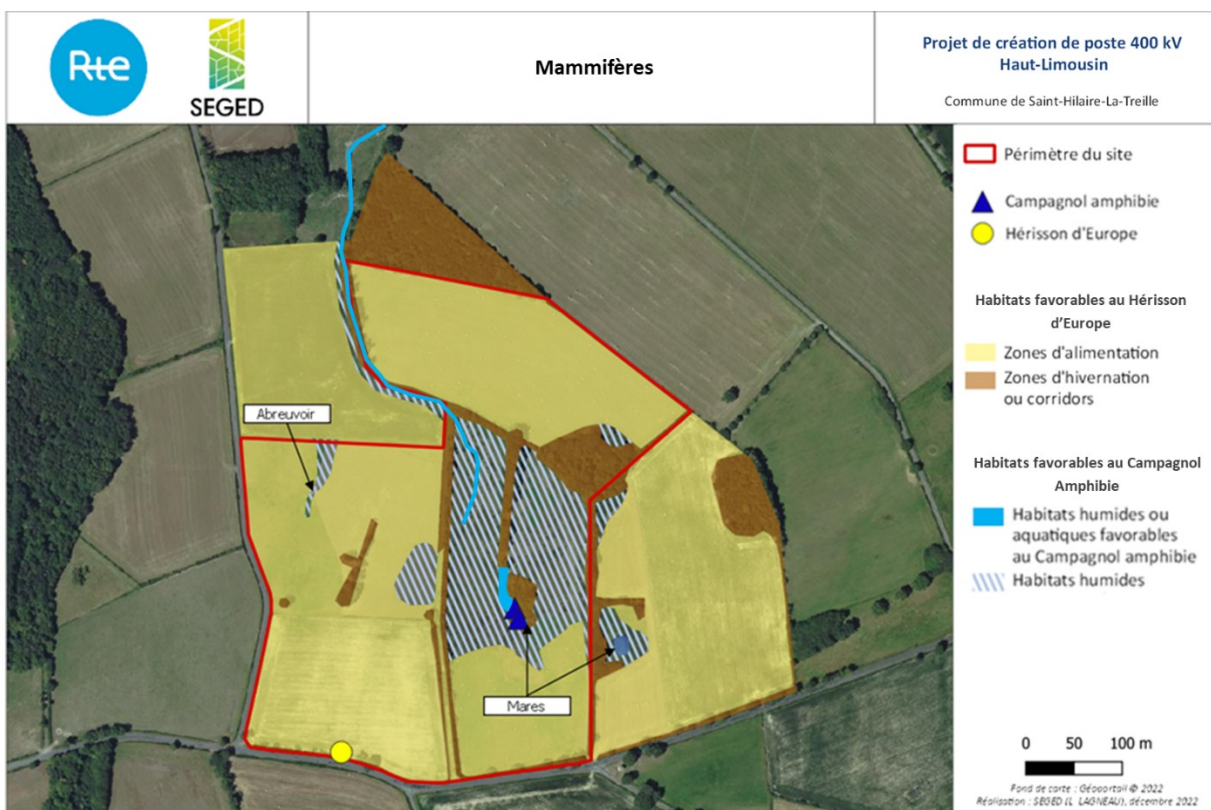 Rte
SEGED
Mammifères
Projet de création de poste 400 kV
Haut-Limousin
Commune de Saint-Hilaire-La-Treille
Périmètre du site
Campagnol amphibie
Hérisson d'Europe
Habitats favorables au Hérisson
d'Europe
Zones d'alimentation
Zones d'hivernation
ou corridors
Habitats favorables au Campagnol
Amphibie
Habitats humides ou
aquatiques favorables
au Campagnol amphibie
Habitats humides
Abreuvoir
Mares
0 50 100 m
Fond de carte : Géoportail © 2022
Réalisation : SEGED (I. LAGNEAU), décembre 2022